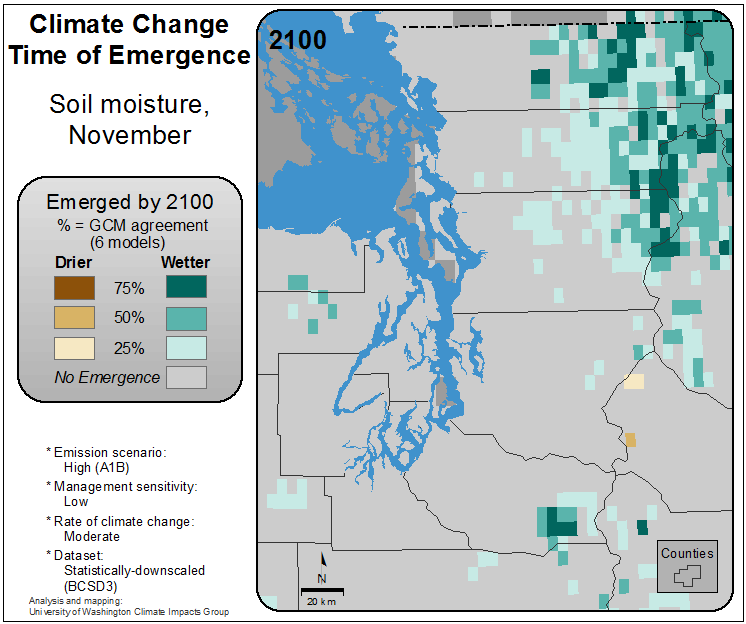 Climate Change
Time of Emergence
Soil moisture,
November
Emerged by 2100
% = GCM agreement
(6 models)
Drier Wetter
75%
50%
25%
No Emergence
* Emission scenario:
High (A1B)
* Management sensitivity:
Low
* Rate of climate change:
Moderate
* Dataset:
Statistically-downscaled
(BCSD3)
Analysis and mapping:
University of Washington Climate Impacts Group
2100
N
20 km
Counties